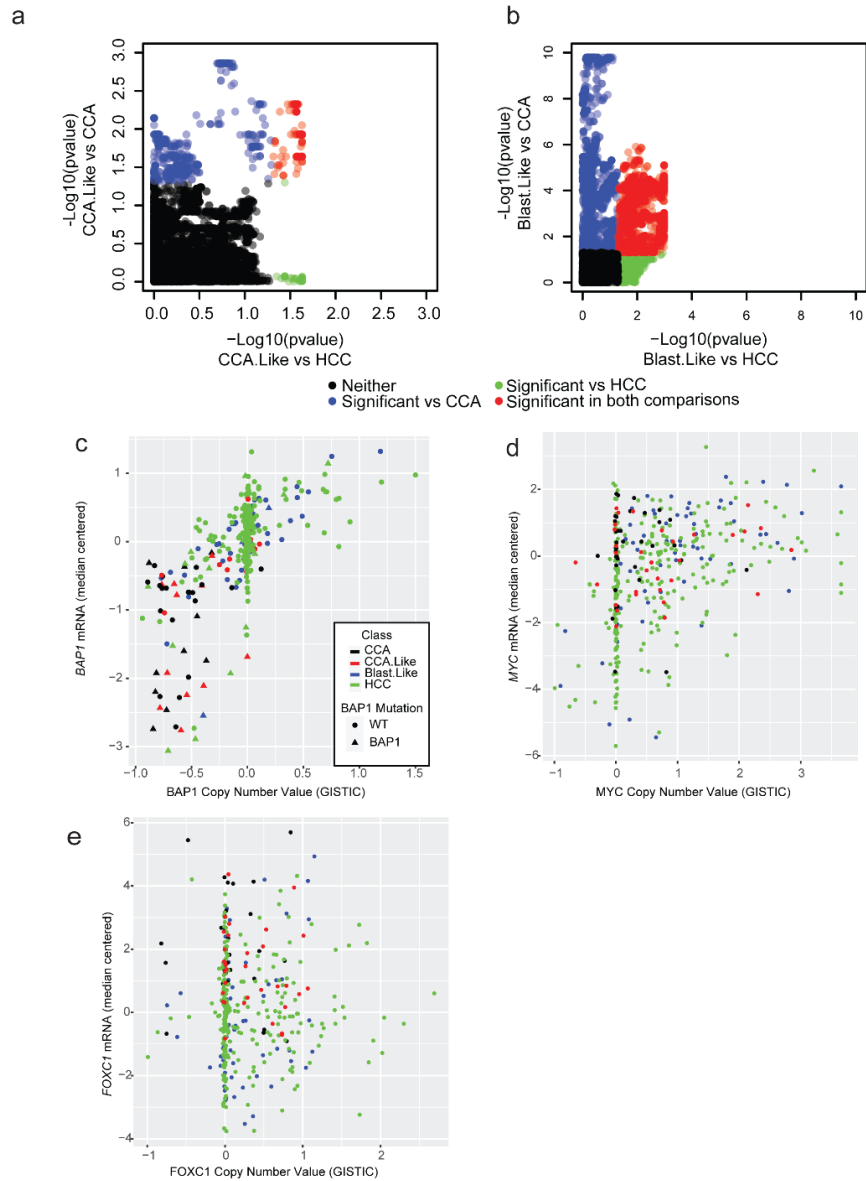 a
b
3.0
2.5
2.0
1.5
1.0
0.5
0.0
-Log10(pvalue)
CCA.Like vs CCA
0.0 0.5 1.0 1.5 2.0 2.5 3.0
−Log10(pvalue)
CCA.Like vs HCC
10
8
6
4
2
0
-Log10(pvalue)
Blast.Like vs CCA
0 2 4 6 8 10
−Log10(pvalue)
Blast.Like vs HCC
Neither
Significant vs HCC
Significant vs CCA
Significant in both comparisons
c
1
0
−1
−2
−3
BAP1 mRNA (median centered)
−1.0 −0.5 0.0 0.5 1.0 1.5
BAP1 Copy Number Value (GISTIC)
Class
CCA
CCA.Like
Blast.Like
HCC
BAP1 Mutation
WT
BAP1
d
2
0
−2
−4
−6
MYC mRNA (median centered)
−1 0 1 2 3
MYC Copy Number Value (GISTIC)
e
6
4
2
0
−2
−4
FOXC1 mRNA (median centered)
−1 0 1 2
FOXC1 Copy Number Value (GISTIC)